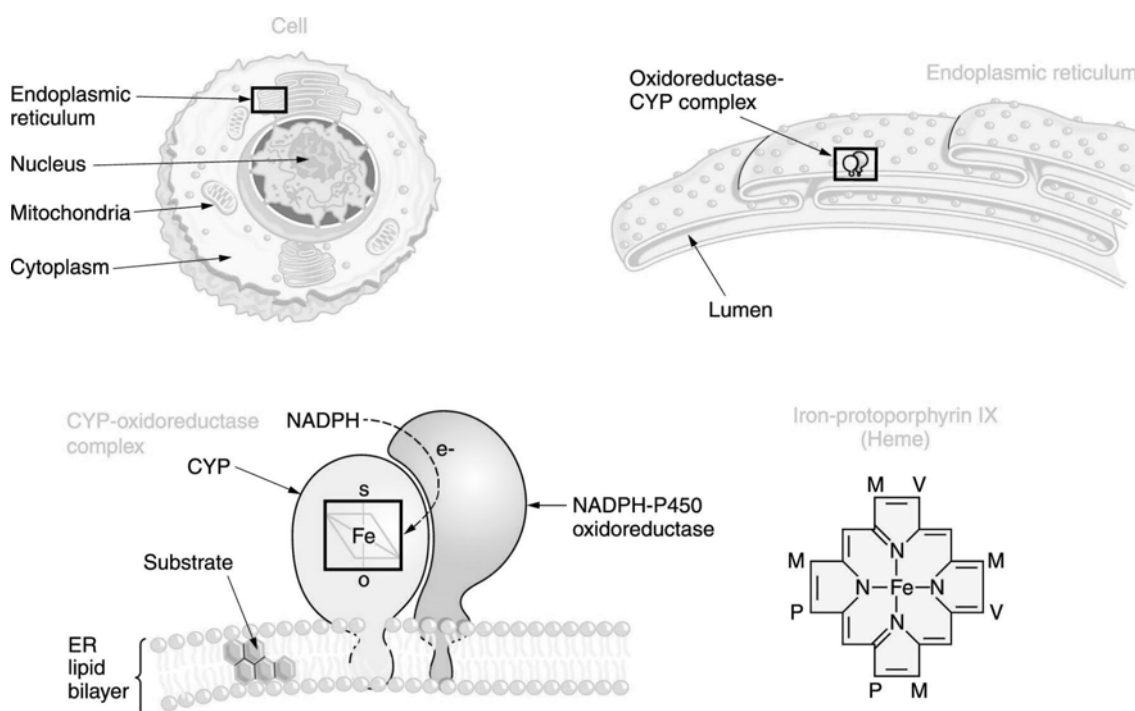 Cell
Endoplasmic
reticulum
Nucleus
Mitochondria
Cytoplasm
Oxidoreductase-
CYP complex
Endoplasmic reticulum
Lumen
CYP-oxidoreductase
complex
NADPH
e-
CYP
S
Fe
O
NADPH-P450
oxidoreductase
Substrate
ER
lipid
bilayer
Iron-protoporphyrin IX
(Heme)
M V
M M
N
N Fe N
N
P V
P M